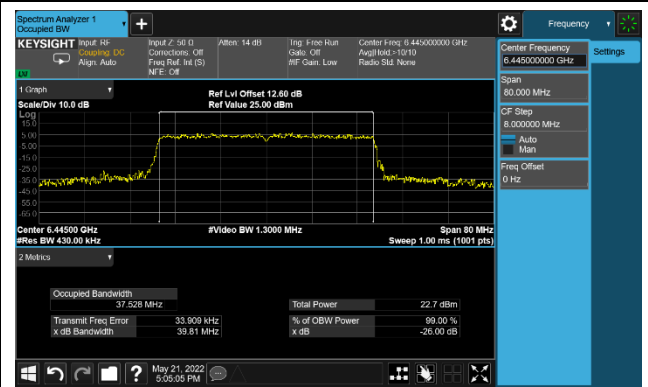 Spectrum Analyzer 1
Occupied BW
Frequency
KEYSIGHT
Input: RF
Coupling: DC
Align: Auto
Input Z: 50 Ω
Corrections: Off
Freq Ref: Int (S)
NFE: Off
Atten: 14 dB
Trig: Free Run
Gate: Off
#IF Gain: Low
Center Freq: 6.445000000 GHz
Avg|Hold:>10/10
Radio Std: None
Center Frequency
6.445000000 GHz
Settings
Span
80.000 MHz
CF Step
8.000000 MHz
Auto
Man
Freq Offset
0 Hz
1 Graph
Scale/Div 10.0 dB
Ref Lvl Offset 12.60 dB
Ref Value 25.00 dBm
Log
15.0
5.00
-5.00
-15.0
-25.0
-35.0
-45.0
-55.0
-65.0
Center 6.44500 GHz
#Video BW 1.3000 MHz
Span 80 MHz
#Res BW 430.00 kHz
Sweep 1.00 ms (1001 pts)
2 Metrics
Occupied Bandwidth
37.528 MHz
Total Power
22.7 dBm
Transmit Freq Error
33.909 kHz
% of OBW Power
99.00 %
x dB Bandwidth
39.81 MHz
x dB
-26.00 dB
May 21, 2022
5:05:05 PM